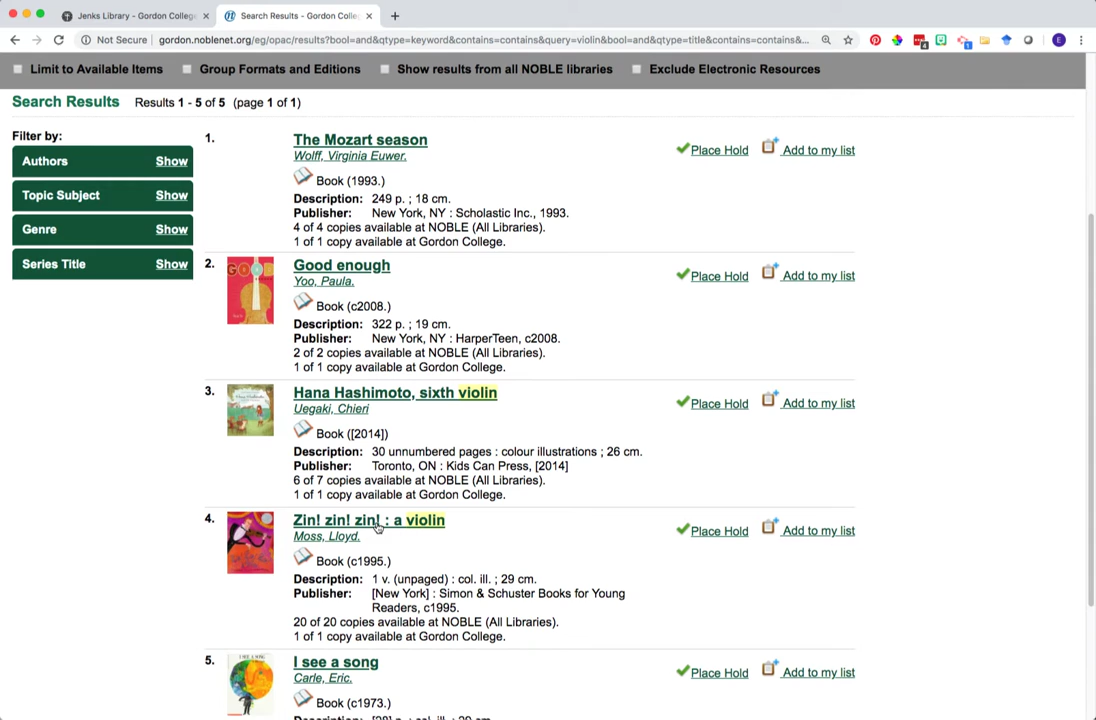 Jenks Library - Gordon Colleg
Search Results - Gordon Colle
Not Secure
gordon.noblenet.org/eg/opac/results?bool=and&qtype=keyword&contains=contains&query=violin&bool=and&qtype=title&contains=contains&...
4
1
E
Limit to Available Items
Group Formats and Editions
Show results from all NOBLE libraries
Exclude Electronic Resources
Search Results
Results 1 - 5 of 5 (page 1 of 1)
Filter by:
Authors
Show
Topic Subject
Show
Genre
Show
Series Title
Show
1.
The Mozart season
Wolff, Virginia Euwer.
Book (1993.)
Description: 249 p. ; 18 cm.
Publisher: New York, NY : Scholastic Inc., 1993.
4 of 4 copies available at NOBLE (All Libraries).
1 of 1 copy available at Gordon College.
Place Hold
Add to my list
2.
Good enough
Yoo, Paula.
Book (c2008.)
Description: 322 p. ; 19 cm.
Publisher: New York, NY : HarperTeen, c2008.
2 of 2 copies available at NOBLE (All Libraries).
1 of 1 copy available at Gordon College.
Place Hold
Add to my list
3.
Hana Hashimoto, sixth violin
Uegaki, Chieri
Book ([2014])
Description: 30 unnumbered pages : colour illustrations ; 26 cm.
Publisher: Toronto, ON : Kids Can Press, [2014]
6 of 7 copies available at NOBLE (All Libraries).
1 of 1 copy available at Gordon College.
Place Hold
Add to my list
4.
Zin! zin! zin! : a violin
Moss, Lloyd.
Book (c1995.)
Description: 1 v. (unpaged) : col. ill. ; 29 cm.
Publisher: [New York] : Simon & Schuster Books for Young
Readers, c1995.
20 of 20 copies available at NOBLE (All Libraries).
1 of 1 copy available at Gordon College.
Place Hold
Add to my list
5.
I SEE A SONG
I see a song
Carle, Eric.
Book (c1973.)
Place Hold
Add to my list